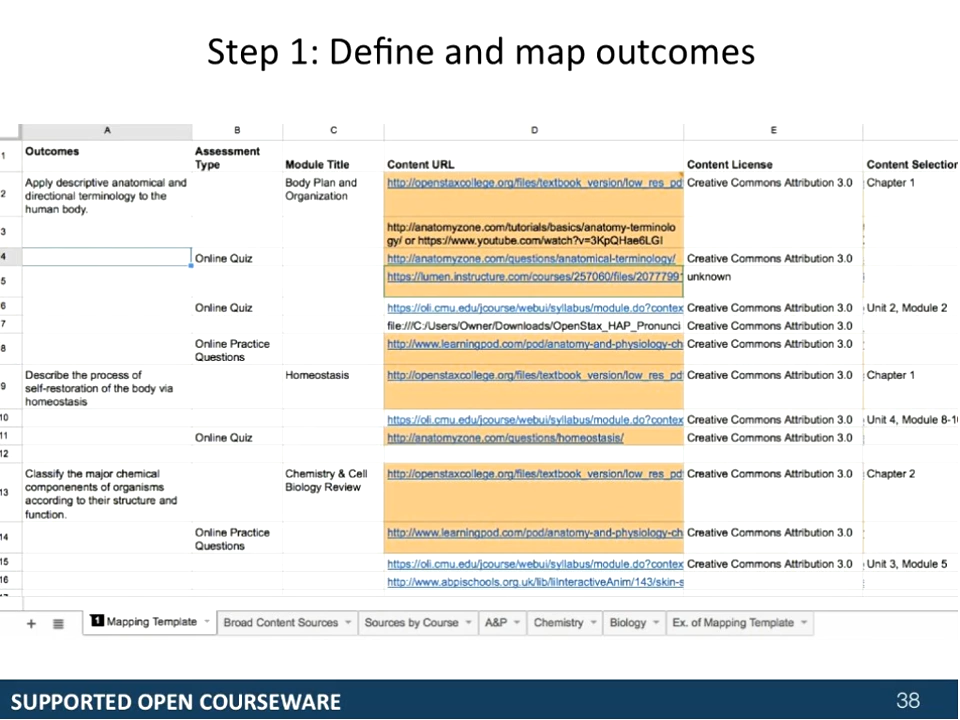 Step 1: Define and map outcomes
A B C D E
1 Outcomes Assessment Type Module Title Content URL Content License Content Selection
2 Apply descriptive anatomical and directional terminology to the human body. Body Plan and Organization http://openstaxcollege.org/files/textbook_version/low_res_pd Creative Commons Attribution 3.0 Chapter 1
3 http://anatomyzone.com/tutorials/basics/anatomy-terminology/ or https://www.youtube.com/watch?v=3KpQHae6LGI
4 Online Quiz http://anatomyzone.com/questions/anatomical-terminology/ Creative Commons Attribution 3.0
5 https://lumen.instructure.com/courses/257060/files/20777991 unknown
6 Online Quiz https://oli.cmu.edu/jcourse/webui/syllabus/module.do?contex Creative Commons Attribution 3.0 Unit 2, Module 2
7 file:///C:/Users/Owner/Downloads/OpenStax_HAP_Pronunci Creative Commons Attribution 3.0
8 Online Practice Questions http://www.learningpod.com/pod/anatomy-and-physiology-ch Creative Commons Attribution 3.0
9 Describe the process of self-restoration of the body via homeostasis Homeostasis http://openstaxcollege.org/files/textbook_version/low_res_pd Creative Commons Attribution 3.0 Chapter 1
10 https://oli.cmu.edu/jcourse/webui/syllabus/module.do?contex Creative Commons Attribution 3.0 Unit 4, Module 8-10
11 Online Quiz http://anatomyzone.com/questions/homeostasis/ Creative Commons Attribution 3.0
12
13 Classify the major chemical componenents of organisms according to their structure and function. Chemistry & Cell Biology Review http://openstaxcollege.org/files/textbook_version/low_res_pd Creative Commons Attribution 3.0 Chapter 2
14 Online Practice Questions http://www.learningpod.com/pod/anatomy-and-physiology-ch Creative Commons Attribution 3.0
15 https://oli.cmu.edu/jcourse/webui/syllabus/module.do?contex Creative Commons Attribution 3.0 Unit 3, Module 5
16 http://www.abpischools.org.uk/lib/liInteractiveAnim/143/skin-s
+ 1 Mapping Template Broad Content Sources Sources by Course A&P Chemistry Biology Ex. of Mapping Template
SUPPORTED OPEN COURSEWARE 38